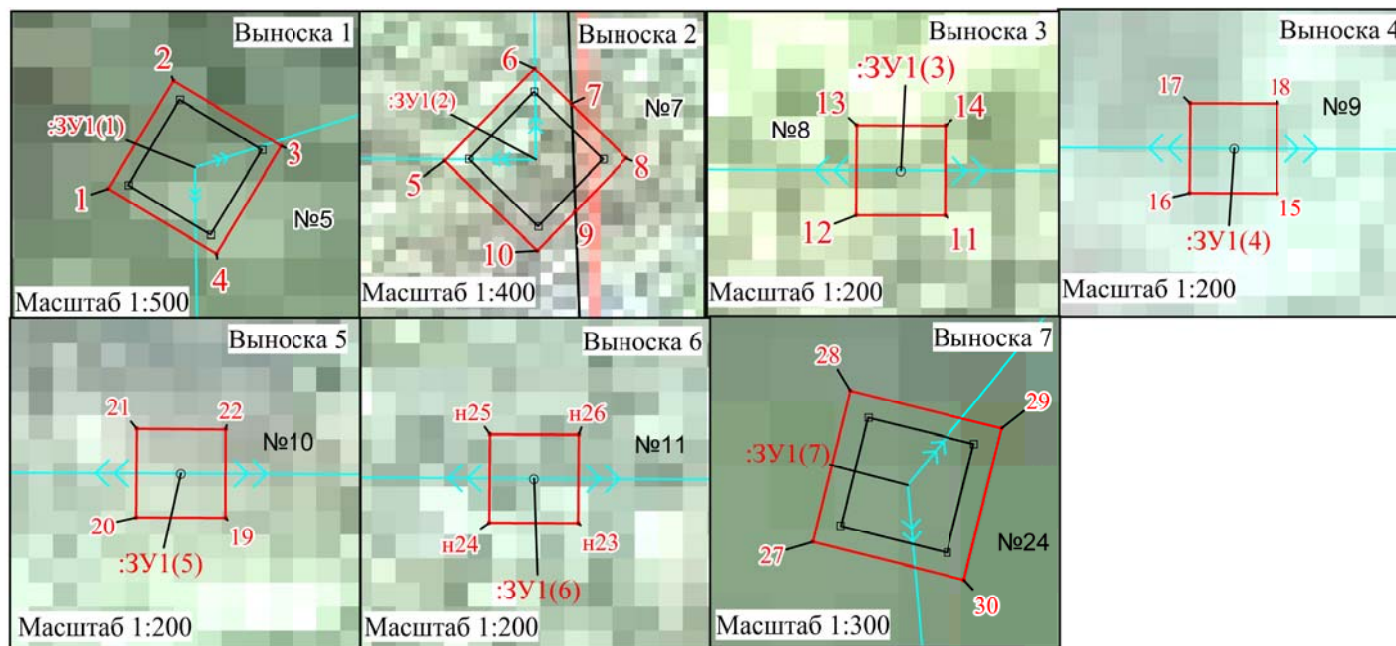 Выноска 1
2
:ЗУ1(1)
3
1
№5
4
Масштаб 1:500
Выноска 2
6
7
:ЗУ1(2)
№7
5
8
9
10
Масштаб 1:400
Выноска 3
:ЗУ1(3)
13
14
№8
12
11
Масштаб 1:200
Выноска 4
17
18
№9
16
15
:ЗУ1(4)
Масштаб 1:200
Выноска 5
21
22
№10
20
19
:ЗУ1(5)
Масштаб 1:200
Выноска 6
н25
н26
№11
н24
н23
:ЗУ1(6)
Масштаб 1:200
Выноска 7
28
29
:ЗУ1(7)
№24
27
30
Масштаб 1:300